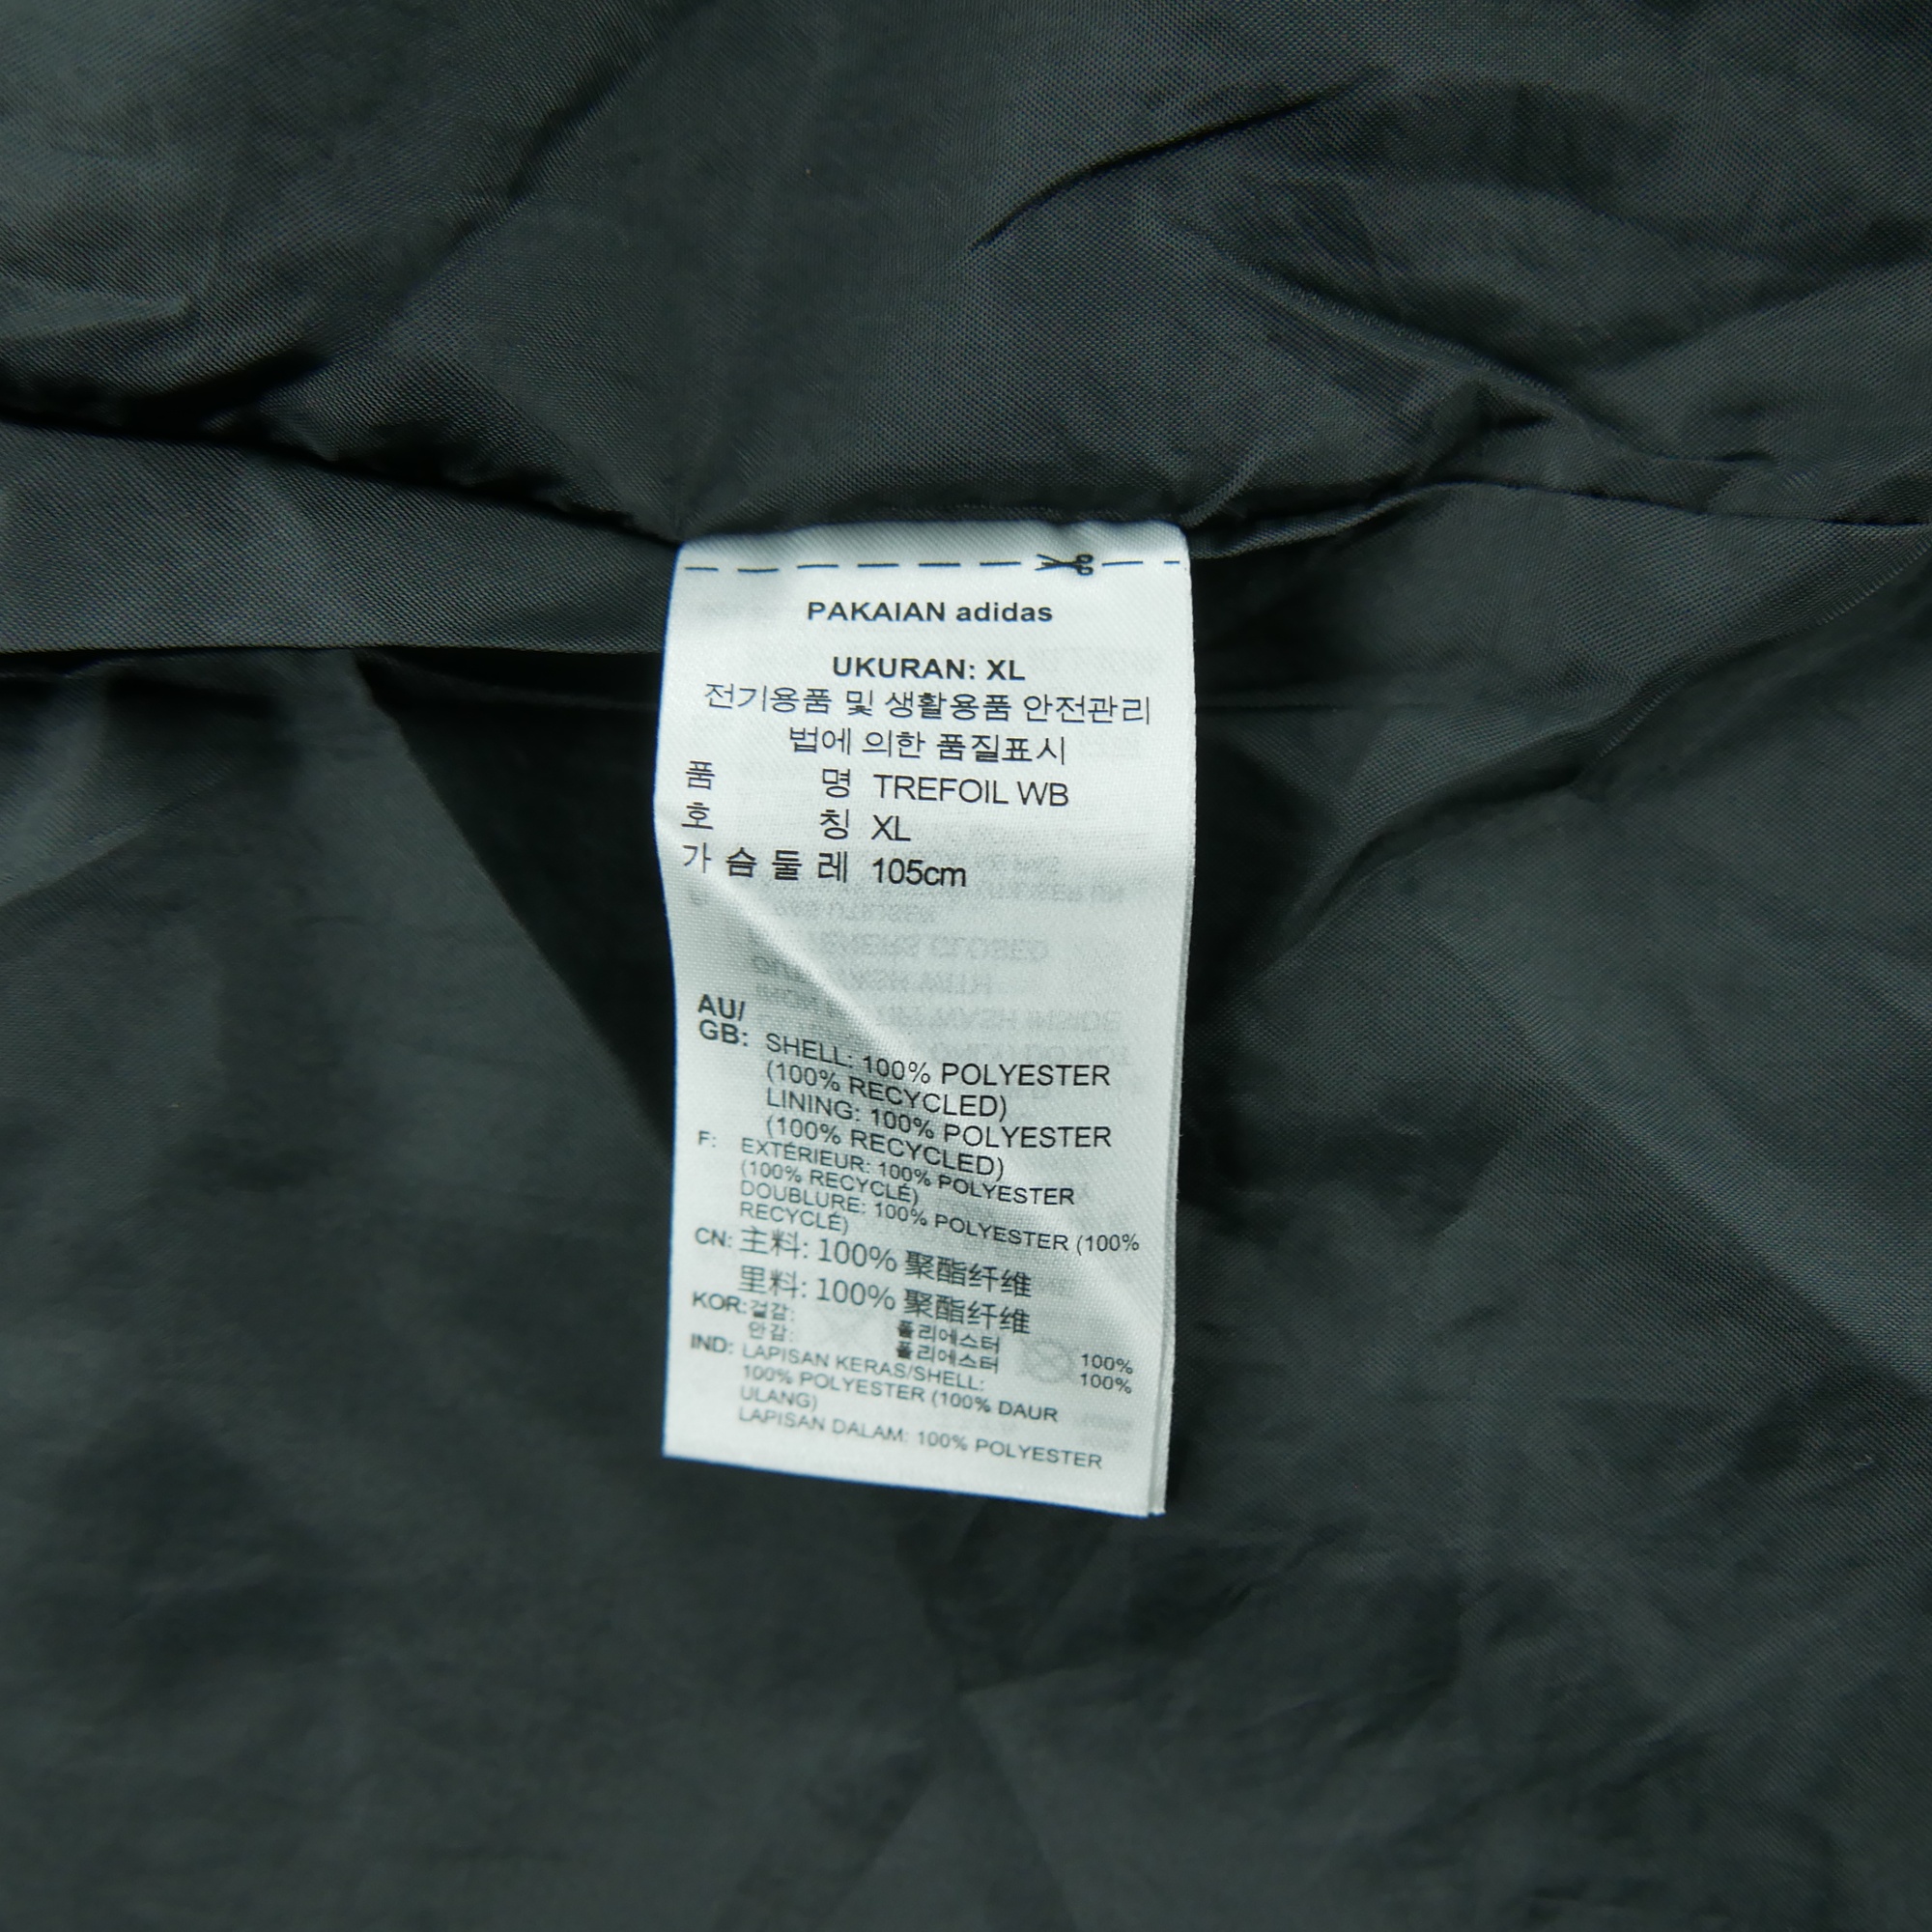 PAKAIAN adidas
UKURAN: XL
전기용품 및 생활용품 안전관리
법에 의한 품질표시
품 명 TREFOIL WB
호 칭 XL
가 슴 둘 레 105cm
AU/
GB: SHELL: 100% POLYESTER
(100% RECYCLED)
LINING: 100% POLYESTER
(100% RECYCLED)
F: EXTÉRIEUR: 100% POLYESTER
(100% RECYCLÉ)
DOUBLURE: 100% POLYESTER (100%
RECYCLÉ)
CN: 主料: 100% 聚酯纤维
里料: 100% 聚酯纤维
KOR: 겉감: 폴리에스터 100%
안감: 폴리에스터 100%
IND: LAPISAN KERAS/SHELL:
100% POLYESTER (100% DAUR
ULANG)
LAPISAN DALAM: 100% POLYESTER